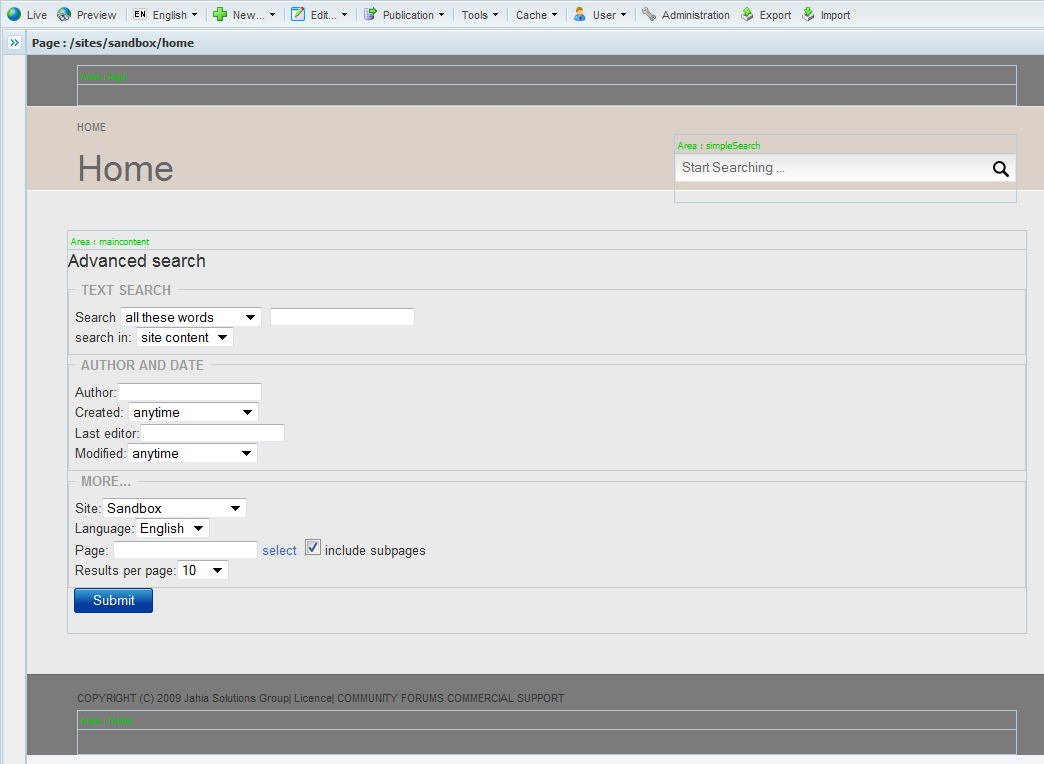 Live Preview EN English New... Edit... Publication Tools Cache User Administration Export Import
Page : /sites/sandbox/home
HOME
Home
Area : simpleSearch
Start Searching ...
Area : maincontent
Advanced search
TEXT SEARCH
Search all these words
search in: site content
AUTHOR AND DATE
Author:
Created: anytime
Last editor:
Modified: anytime
MORE...
Site: Sandbox
Language: English
Page: select include subpages
Results per page: 10
Submit
COPYRIGHT (C) 2009 Jahia Solutions Group| Licence| COMMUNITY FORUMS COMMERCIAL SUPPORT